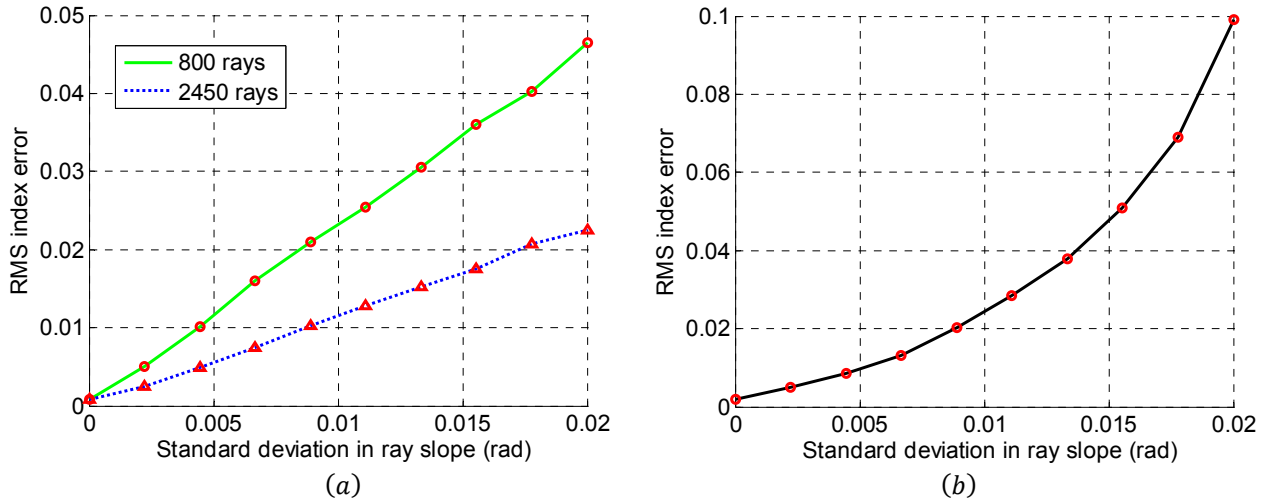 0.05
0.04
0.03
0.02
0.01
0
RMS index error
800 rays
2450 rays
0 0.005 0.01 0.015 0.02
Standard deviation in ray slope (rad)
(a)
0.1
0.08
0.06
0.04
0.02
0
RMS index error
0 0.005 0.01 0.015 0.02
Standard deviation in ray slope (rad)
(b)